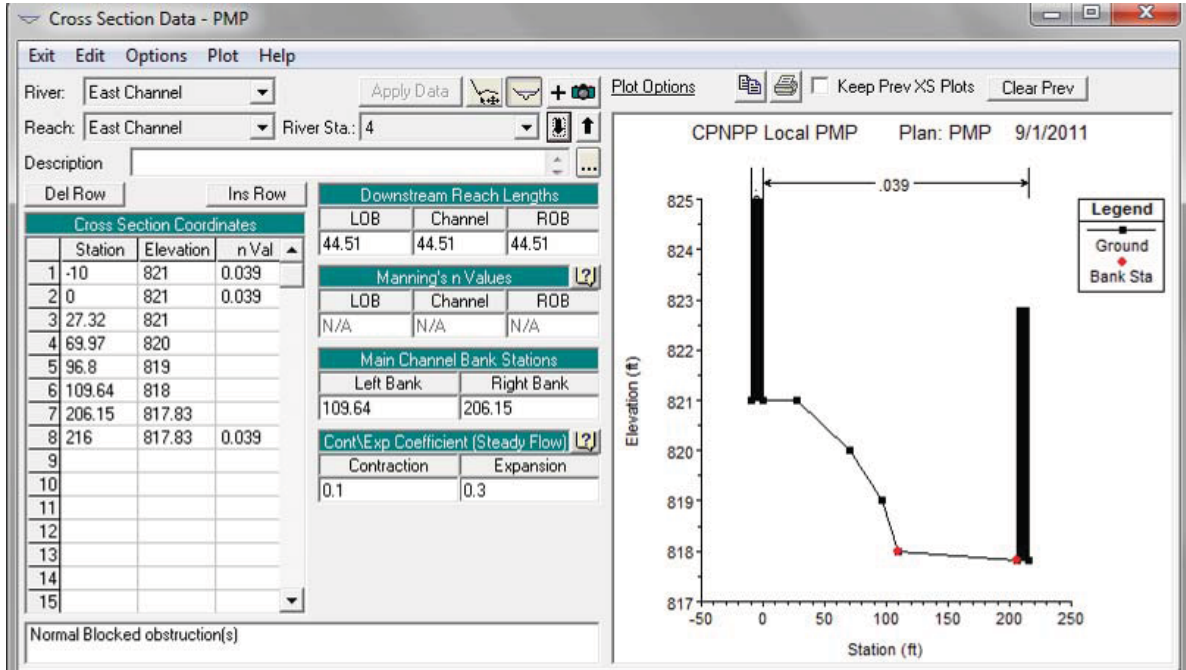 Cross Section Data - PMP
Exit Edit Options Plot Help
River: East Channel
Apply Data
Reach: East Channel
River Sta.: 4
Description
...
Del Row Ins Row
Cross Section Coordinates
Station Elevation n Val
1 -10 821 0.039
2 0 821 0.039
3 27.32 821
4 69.97 820
5 96.8 819
6 109.64 818
7 206.15 817.83
8 216 817.83 0.039
9
10
11
12
13
14
15
Downstream Reach Lengths
LOB Channel ROB
44.51 44.51 44.51
Manning's n Values
LOB Channel ROB
N/A N/A N/A
Main Channel Bank Stations
Left Bank Right Bank
109.64 206.15
Cont\Exp Coefficient (Steady Flow)
Contraction Expansion
0.1 0.3
Normal Blocked obstruction(s)
Plot Options Keep Prev XS Plots Clear Prev
CPNPP Local PMP Plan: PMP 9/1/2011
.039
825
824
823
822
821
820
819
818
817
Elevation (ft)
-50 0 50 100 150 200 250
Station (ft)
Legend
Ground
Bank Sta